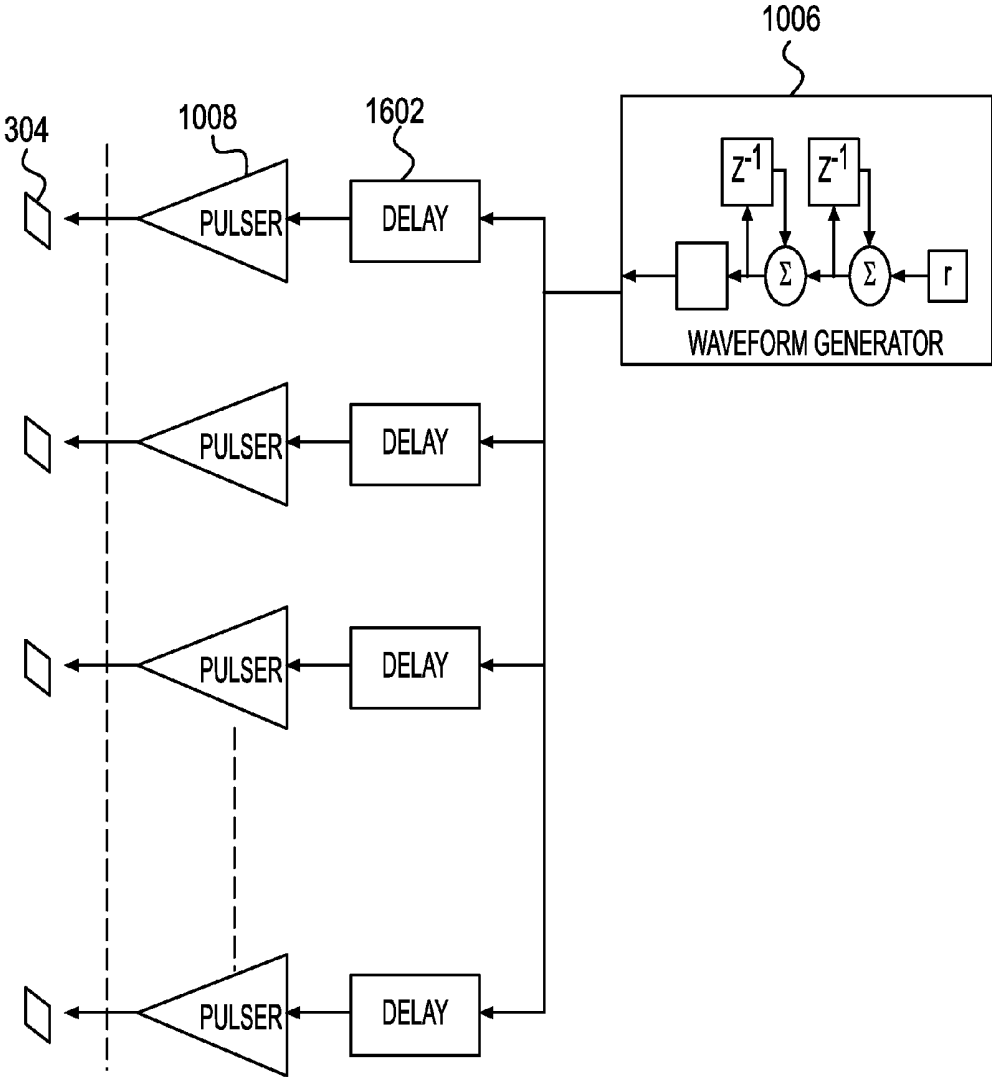 1006
304
1008
1602
Z-1
Z-1
PULSER
DELAY
Σ
Σ
r
WAVEFORM GENERATOR
PULSER
DELAY
PULSER
DELAY
PULSER
DELAY